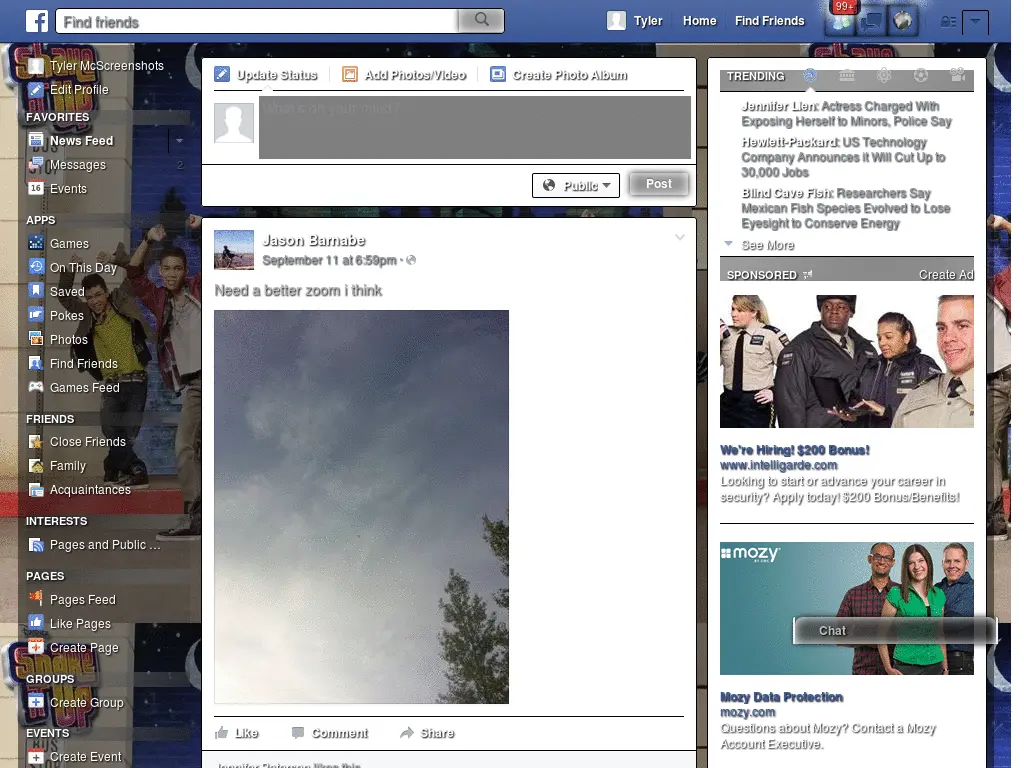 Find friends
Tyler
Home
Find Friends
99+
Tyler McScreenshots
Edit Profile
FAVORITES
News Feed
Messages
2
16
Events
APPS
Games
On This Day
Saved
Pokes
Photos
Find Friends
Games Feed
FRIENDS
Close Friends
Family
Acquaintances
INTERESTS
Pages and Public ...
PAGES
Pages Feed
Like Pages
Create Page
GROUPS
Create Group
EVENTS
Create Event
Update Status
Add Photos/Video
Create Photo Album
What's on your mind?
Public
Post
Jason Barnabe
September 11 at 6:59pm ·
Need a better zoom i think
Like
Comment
Share
Jennifer Peterson likes this
TRENDING
Jennifer Lien: Actress Charged With
Exposing Herself to Minors, Police Say
Hewlett-Packard: US Technology
Company Announces it Will Cut Up to
30,000 Jobs
Blind Cave Fish: Researchers Say
Mexican Fish Species Evolved to Lose
Eyesight to Conserve Energy
See More
SPONSORED
Create Ad
We're Hiring! $200 Bonus!
www.intelligarde.com
Looking to start or advance your career in
security? Apply today! $200 Bonus/Benefits!
mozy
Chat
Mozy Data Protection
mozy.com
Questions about Mozy? Contact a Mozy
Account Executive.
Shake
It Up